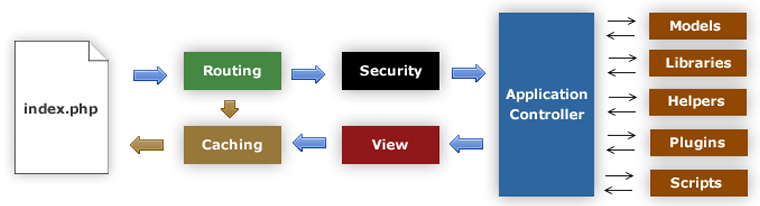 index.php
Routing
Security
Caching
View
Application
Controller
Models
Libraries
Helpers
Plugins
Scripts